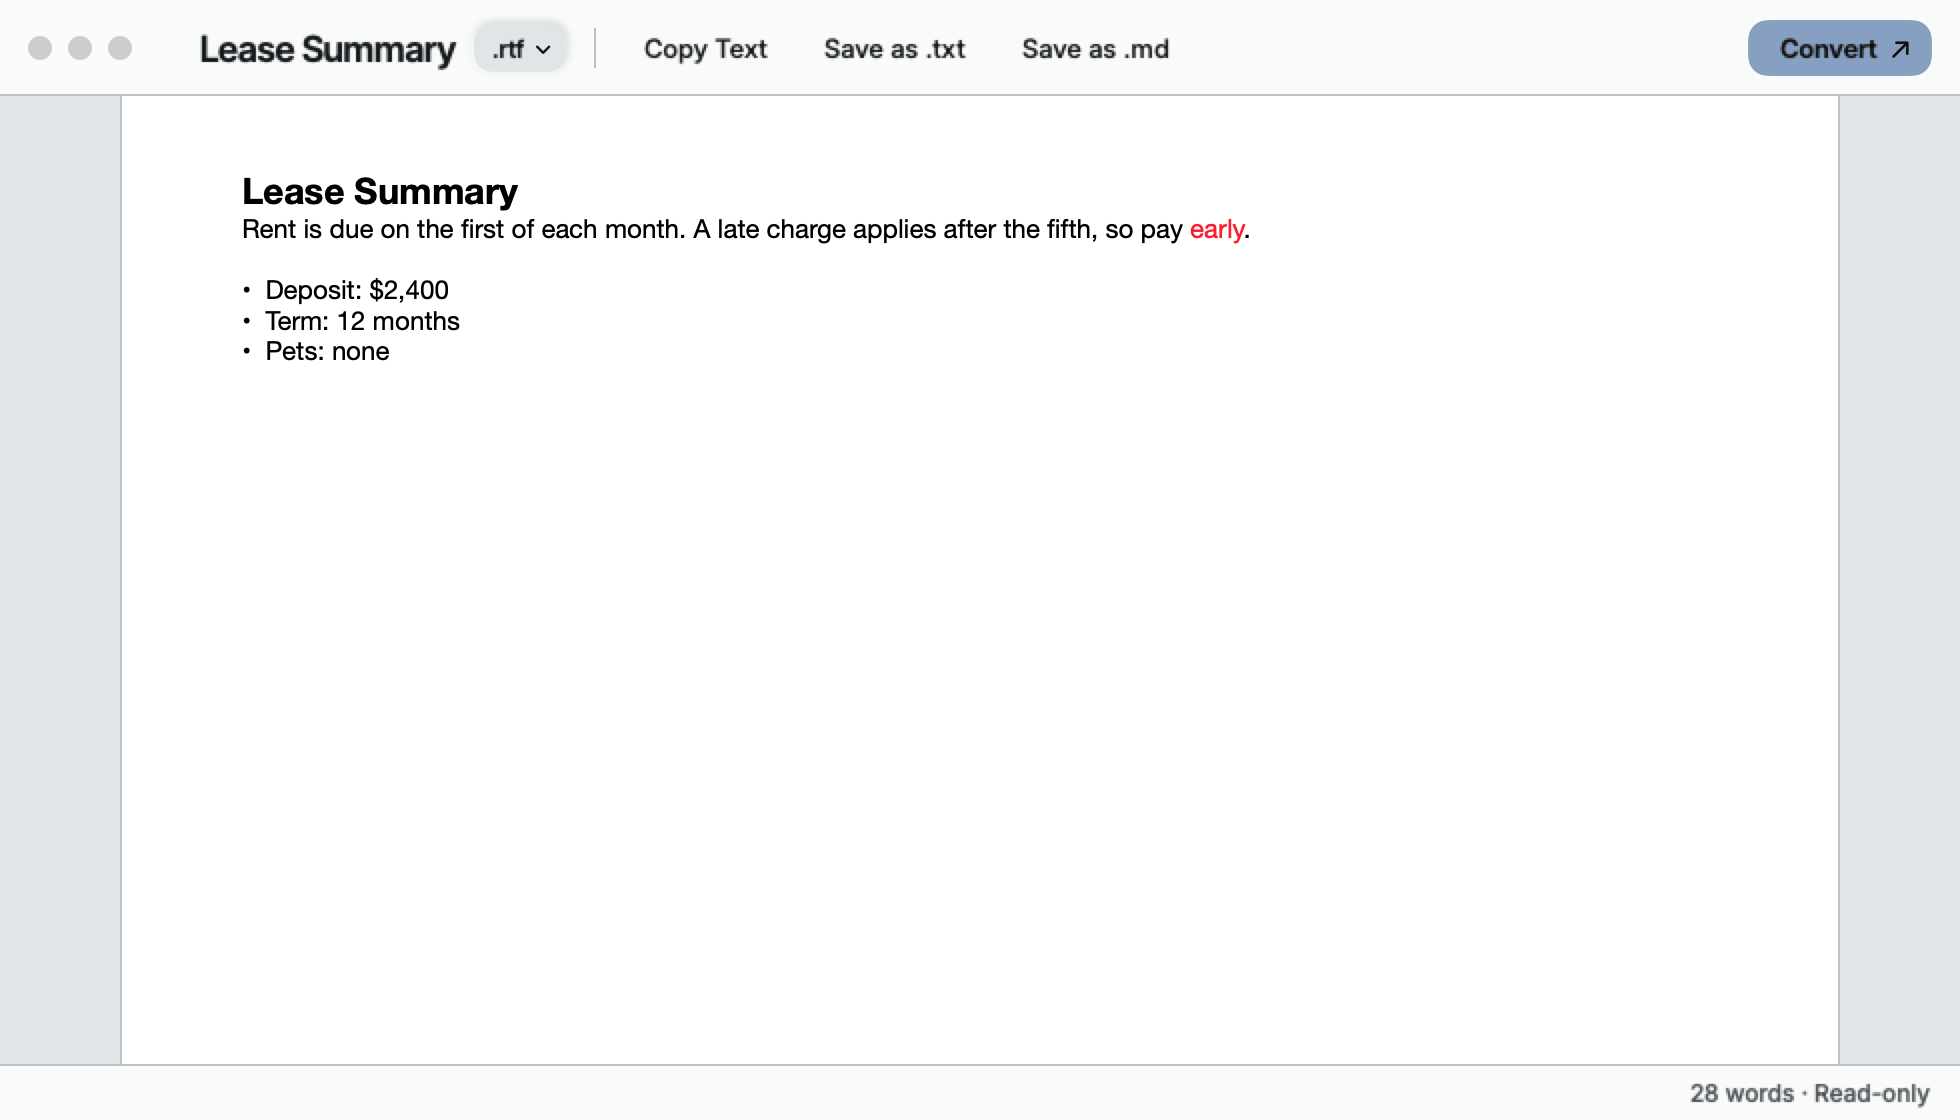 Lease Summary .rtf Copy Text Save as .txt Save as .md Convert
Lease Summary
Rent is due on the first of each month. A late charge applies after the fifth, so pay early.
• Deposit: $2,400
• Term: 12 months
• Pets: none
28 words · Read-only